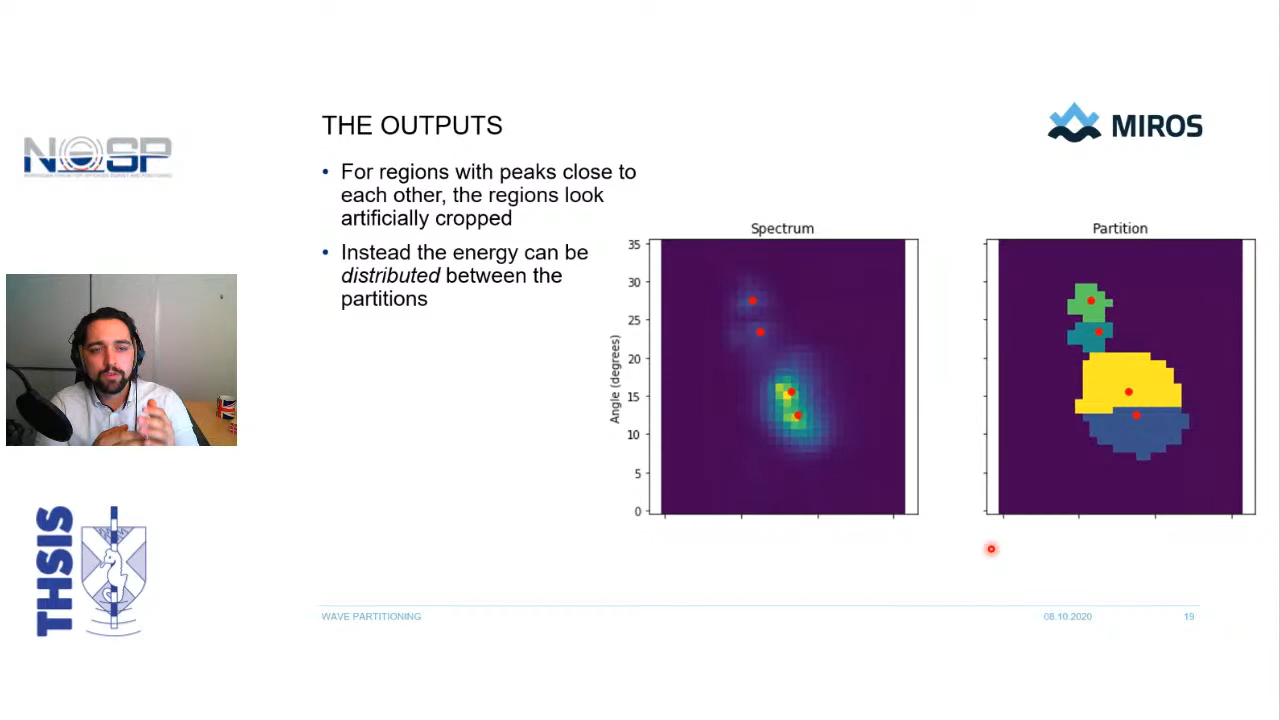 THE OUTPUTS
MIROS
NOSP
• For regions with peaks close to
each other, the regions look
artificially cropped
• Instead the energy can be
distributed between the
partitions
Spectrum
Partition
Angle (degrees)
35
30
25
20
15
10
5
0
THSIS
WAVE PARTITIONING
08.10.2020
19